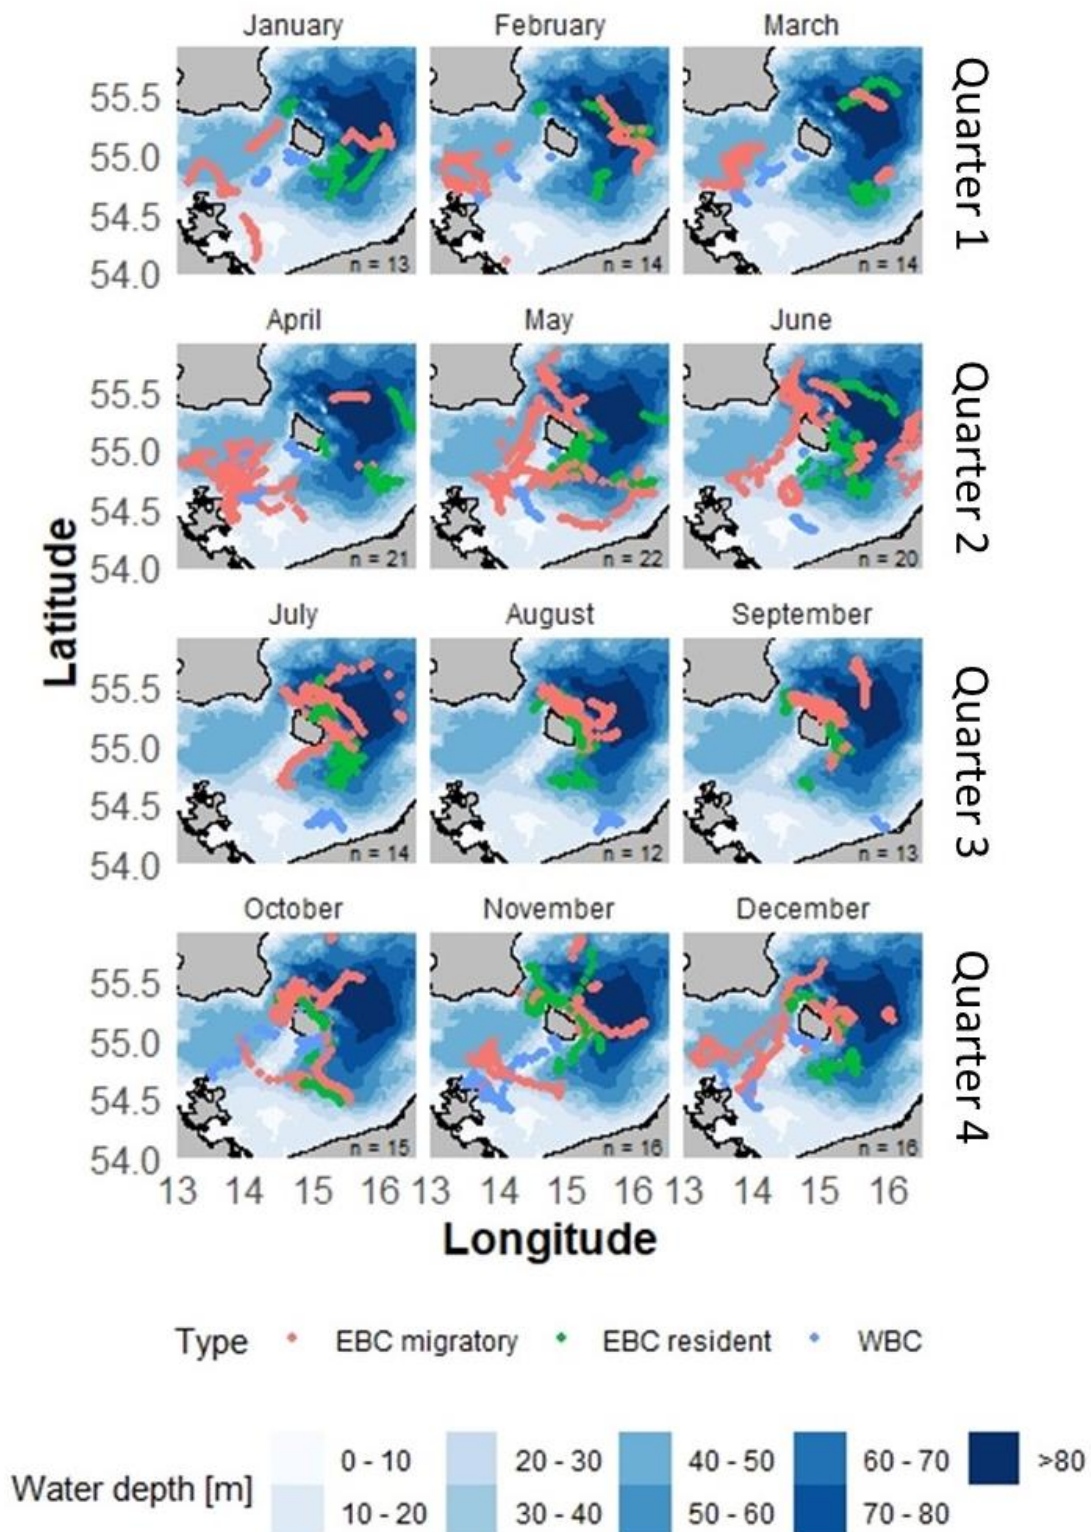 January February March
55.5
55.0
54.5
54.0
n = 13 n = 14 n = 14
Quarter 1
April May June
55.5
55.0
54.5
54.0
n = 21 n = 22 n = 20
Quarter 2
Latitude
July August September
55.5
55.0
54.5
54.0
n = 14 n = 12 n = 13
Quarter 3
October November December
55.5
55.0
54.5
54.0
n = 15 n = 16 n = 16
Quarter 4
13 14 15 16 13 14 15 16 13 14 15 16
Longitude
Type EBC migratory EBC resident WBC
Water depth [m]
0 - 10 20 - 30 40 - 50 60 - 70 >80
10 - 20 30 - 40 50 - 60 70 - 80